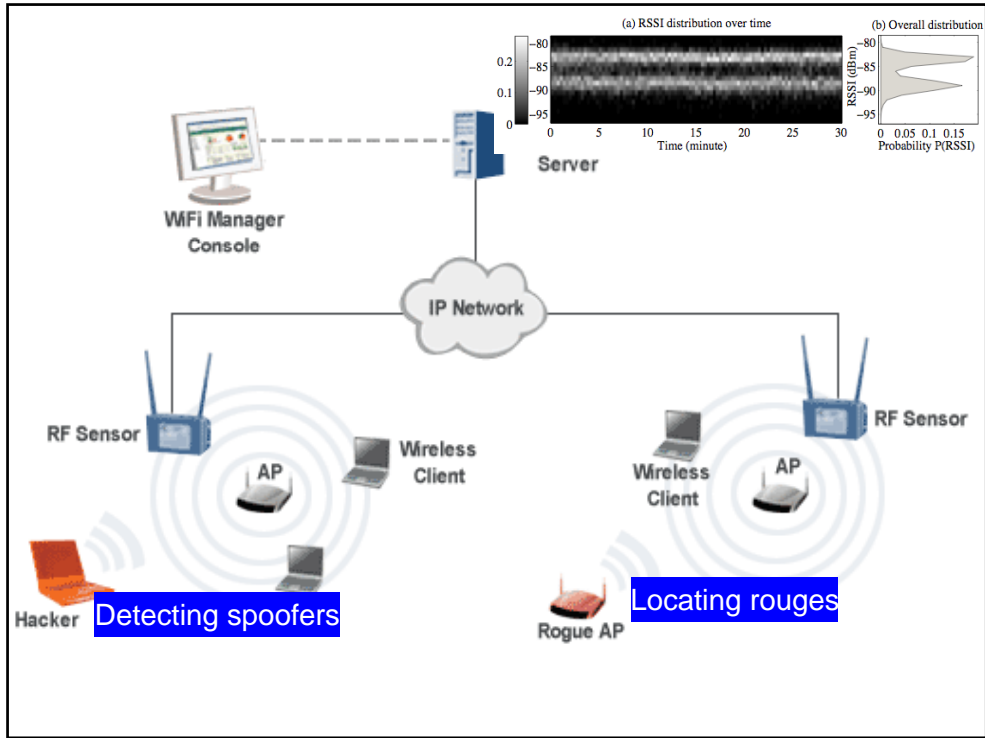 (a) RSSI distribution over time
(b) Overall distribution
0.2
0.1
0
−80
−85
−90
−95
0 5 10 15 20 25 30
Time (minute)
RSSI (dBm)
−80
−85
−90
−95
0 0.05 0.1 0.15
Probability P(RSSI)
Server
WiFi Manager
Console
IP Network
RF Sensor
AP
Wireless
Client
Hacker
Detecting spoofers
RF Sensor
Wireless
Client
AP
Rogue AP
Locating rouges